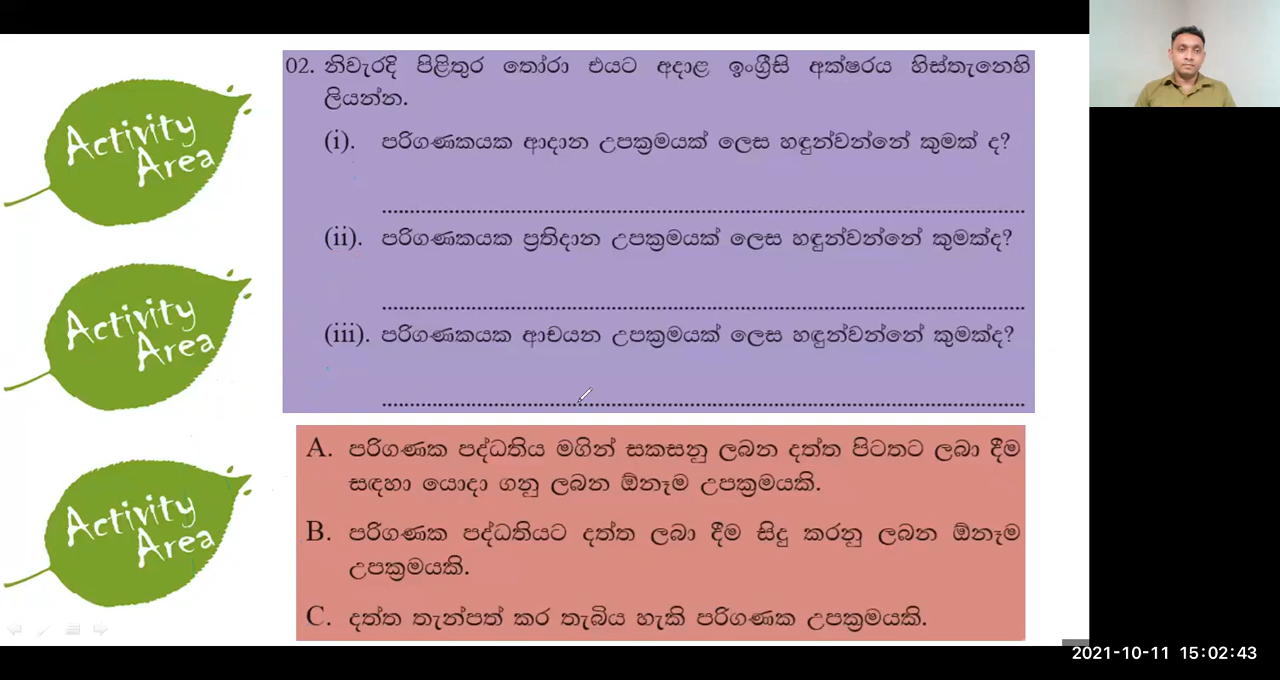 Activity
Area
Activity
Area
Activity
Area
02. නිවැරදි පිළිතුර තෝරා එයට අදාළ ඉංග්‍රීසි අක්ෂරය හිස්තැනෙහි
ලියන්න.
(i). පරිගණකයක ආදාන උපක්‍රමයක් ලෙස හඳුන්වන්නේ කුමක් ද?
(ii). පරිගණකයක ප්‍රතිදාන උපක්‍රමයක් ලෙස හඳුන්වන්නේ කුමක්ද?
(iii). පරිගණකයක ආචයන උපක්‍රමයක් ලෙස හඳුන්වන්නේ කුමක්ද?
A. පරිගණක පද්ධතිය මගින් සකසනු ලබන දත්ත පිටතට ලබා දීම
සඳහා යොදා ගනු ලබන ඕනෑම උපක්‍රමයකි.
B. පරිගණක පද්ධතියට දත්ත ලබා දීම සිදු කරනු ලබන ඕනෑම
උපක්‍රමයකි.
C. දත්ත තැන්පත් කර තැබිය හැකි පරිගණක උපක්‍රමයකි.
2021-10-11 15:02:43